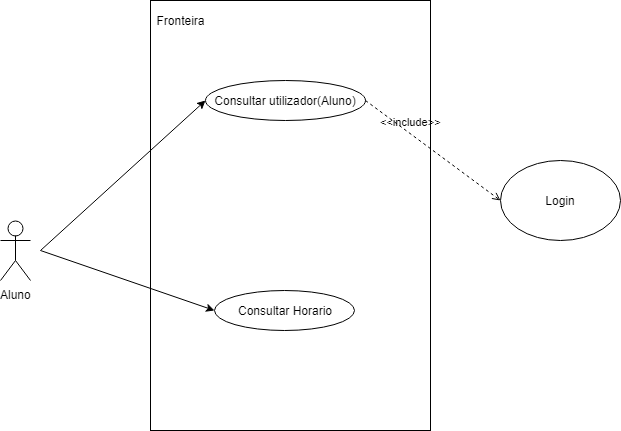 Fronteira
Consultar utilizador(Aluno)
<<include>>
Login
Aluno
Consultar Horario